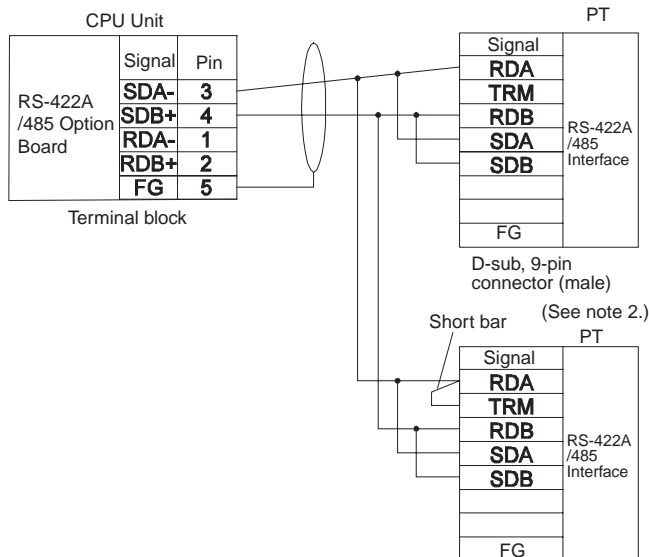 CPU Unit
RS-422A
/485 Option
Board
Signal Pin
SDA- 3
SDB+ 4
RDA- 1
RDB+ 2
FG 5
Terminal block
PT
Signal
RDA
TRM
RDB
SDA
SDB
FG
RS-422A
/485
Interface
D-sub, 9-pin
connector (male)
(See note 2.)
Short bar
PT
Signal
RDA
TRM
RDB
SDA
SDB
FG
RS-422A
/485
Interface